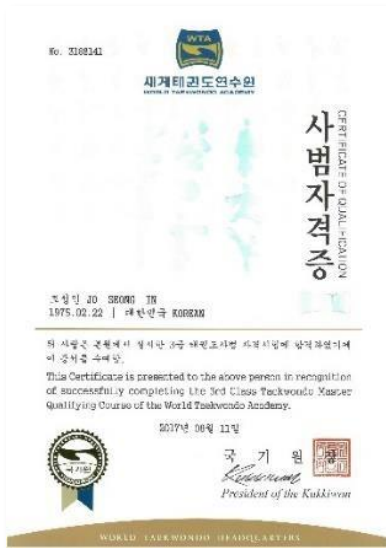 No. 3188141
WTA
세계태권도연수원
WORLD TAEKWONDO ACADEMY
사범자격증
CERTIFICATE OF QUALIFICATION
조성인 JO SEONG IN
1975.02.22 | 대한민국 KOREAN
위 사람은 본원에서 실시한 3급 태권도사범 자격시험에 합격하였기에
이 증서를 수여함.
This Certificate is presented to the above person in recognition
of successfully completing the 3rd Class Taekwondo Master
Qualifying Course of the World Taekwondo Academy.
2017년 08월 11일
국기원
국 기 원 장
President of the Kukkiwon
WORLD TAEKWONDO HEADQUARTERS